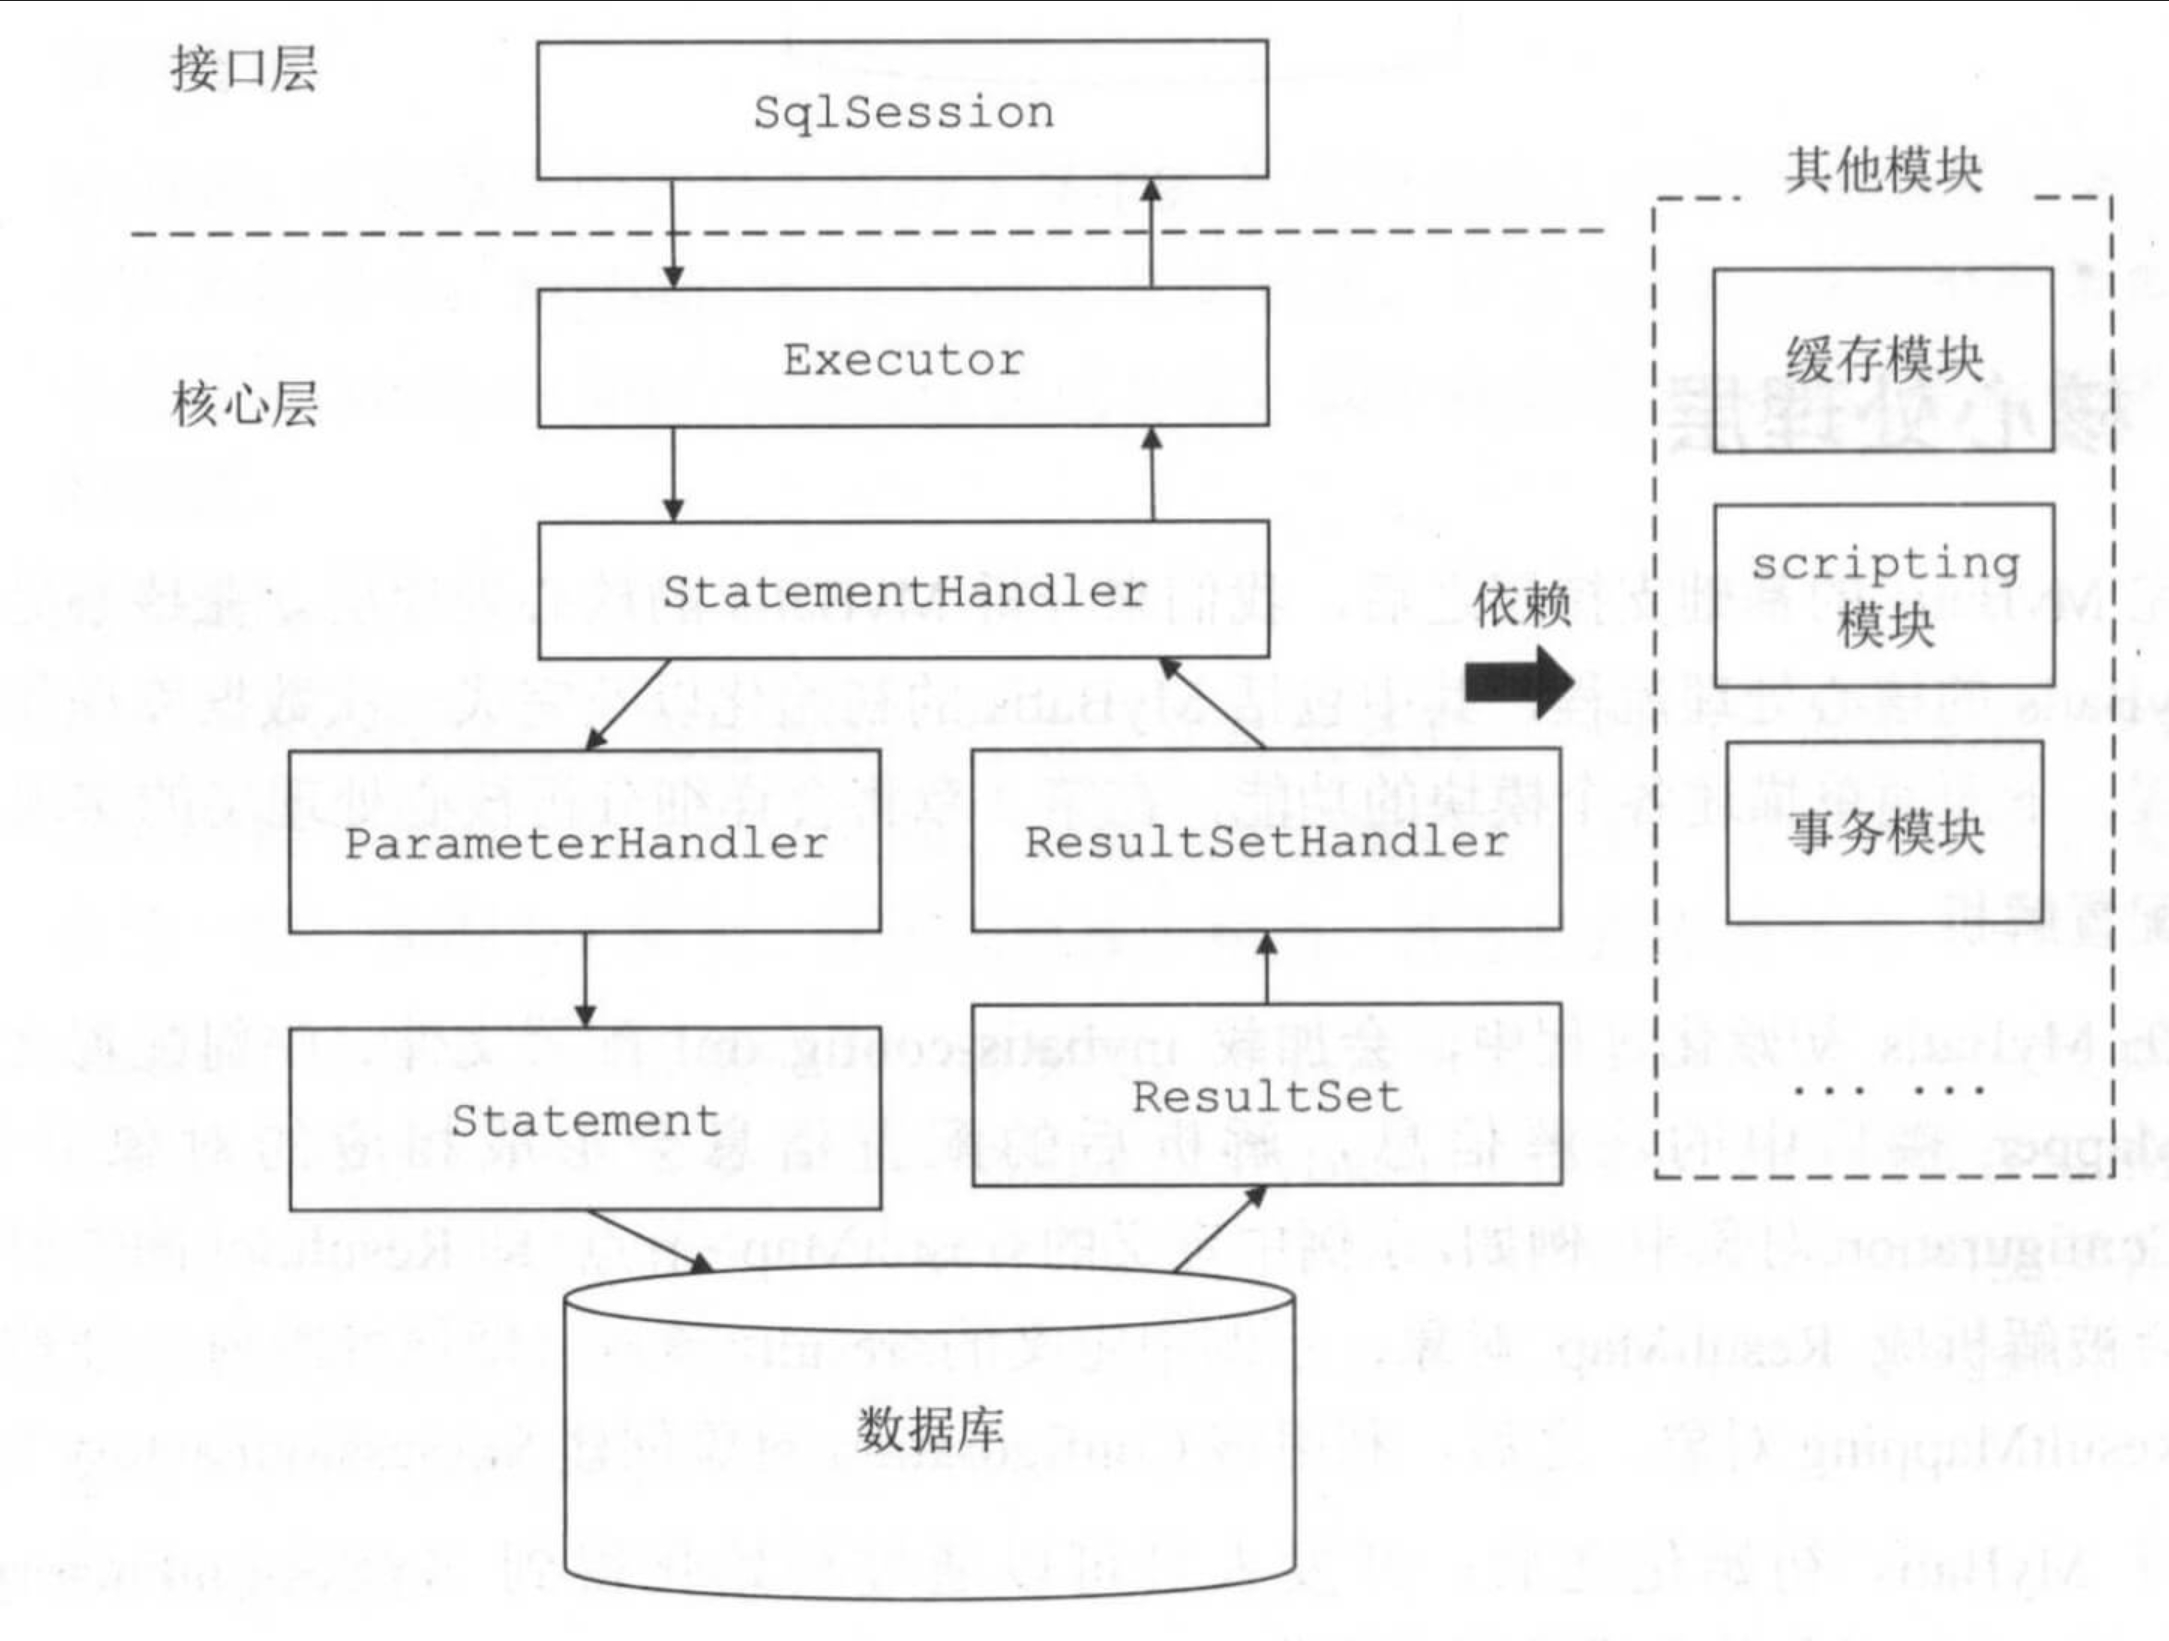 接口层
SqlSession
其他模块
Executor
缓存模块
核心层
StatementHandler
依赖
scripting
模块
ParameterHandler
ResultSetHandler
事务模块
Statement
ResultSet
... ...
数据库